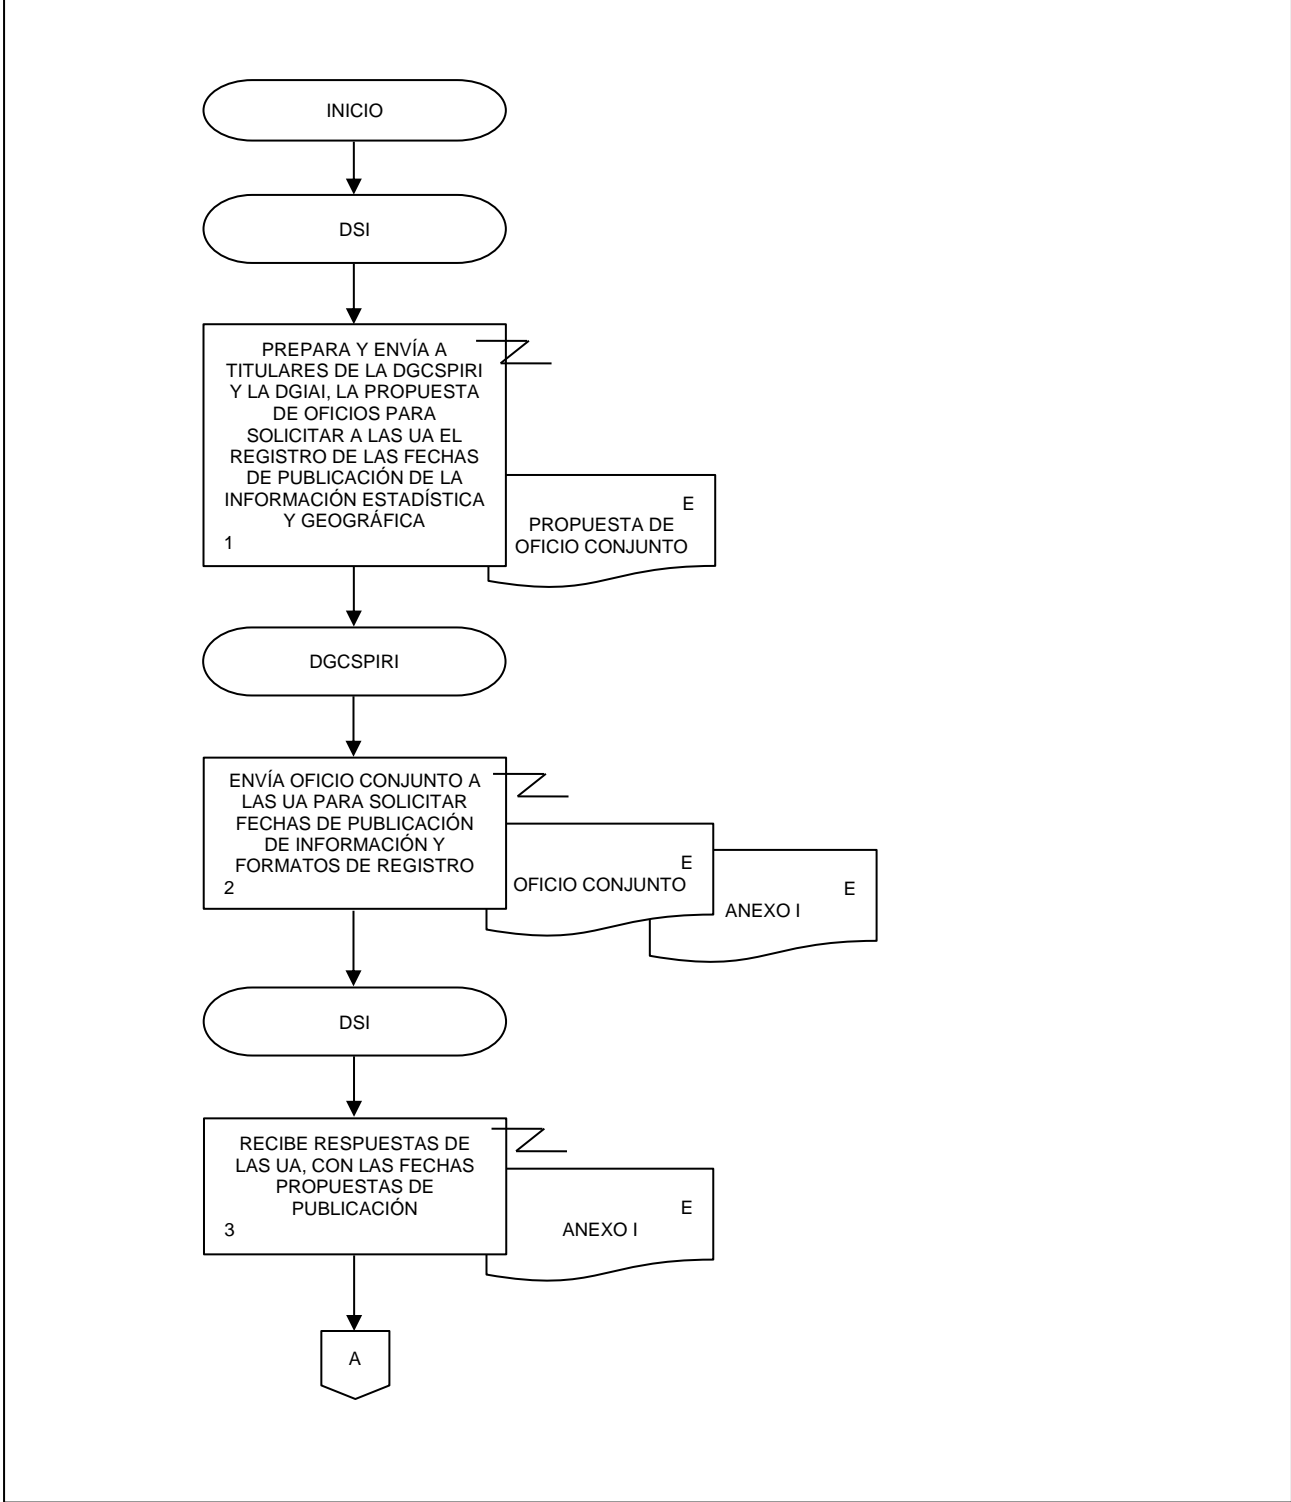 INICIO
DSI
PREPARA Y ENVÍA A
TITULARES DE LA DGCSPIRI
Y LA DGIAI, LA PROPUESTA
DE OFICIOS PARA
SOLICITAR A LAS UA EL
REGISTRO DE LAS FECHAS
DE PUBLICACIÓN DE LA
INFORMACIÓN ESTADÍSTICA
Y GEOGRÁFICA
1
E
PROPUESTA DE
OFICIO CONJUNTO
DGCSPIRI
ENVÍA OFICIO CONJUNTO A
LAS UA PARA SOLICITAR
FECHAS DE PUBLICACIÓN
DE INFORMACIÓN Y
FORMATOS DE REGISTRO
2
E
OFICIO CONJUNTO
E
ANEXO I
DSI
RECIBE RESPUESTAS DE
LAS UA, CON LAS FECHAS
PROPUESTAS DE
PUBLICACIÓN
3
E
ANEXO I
A